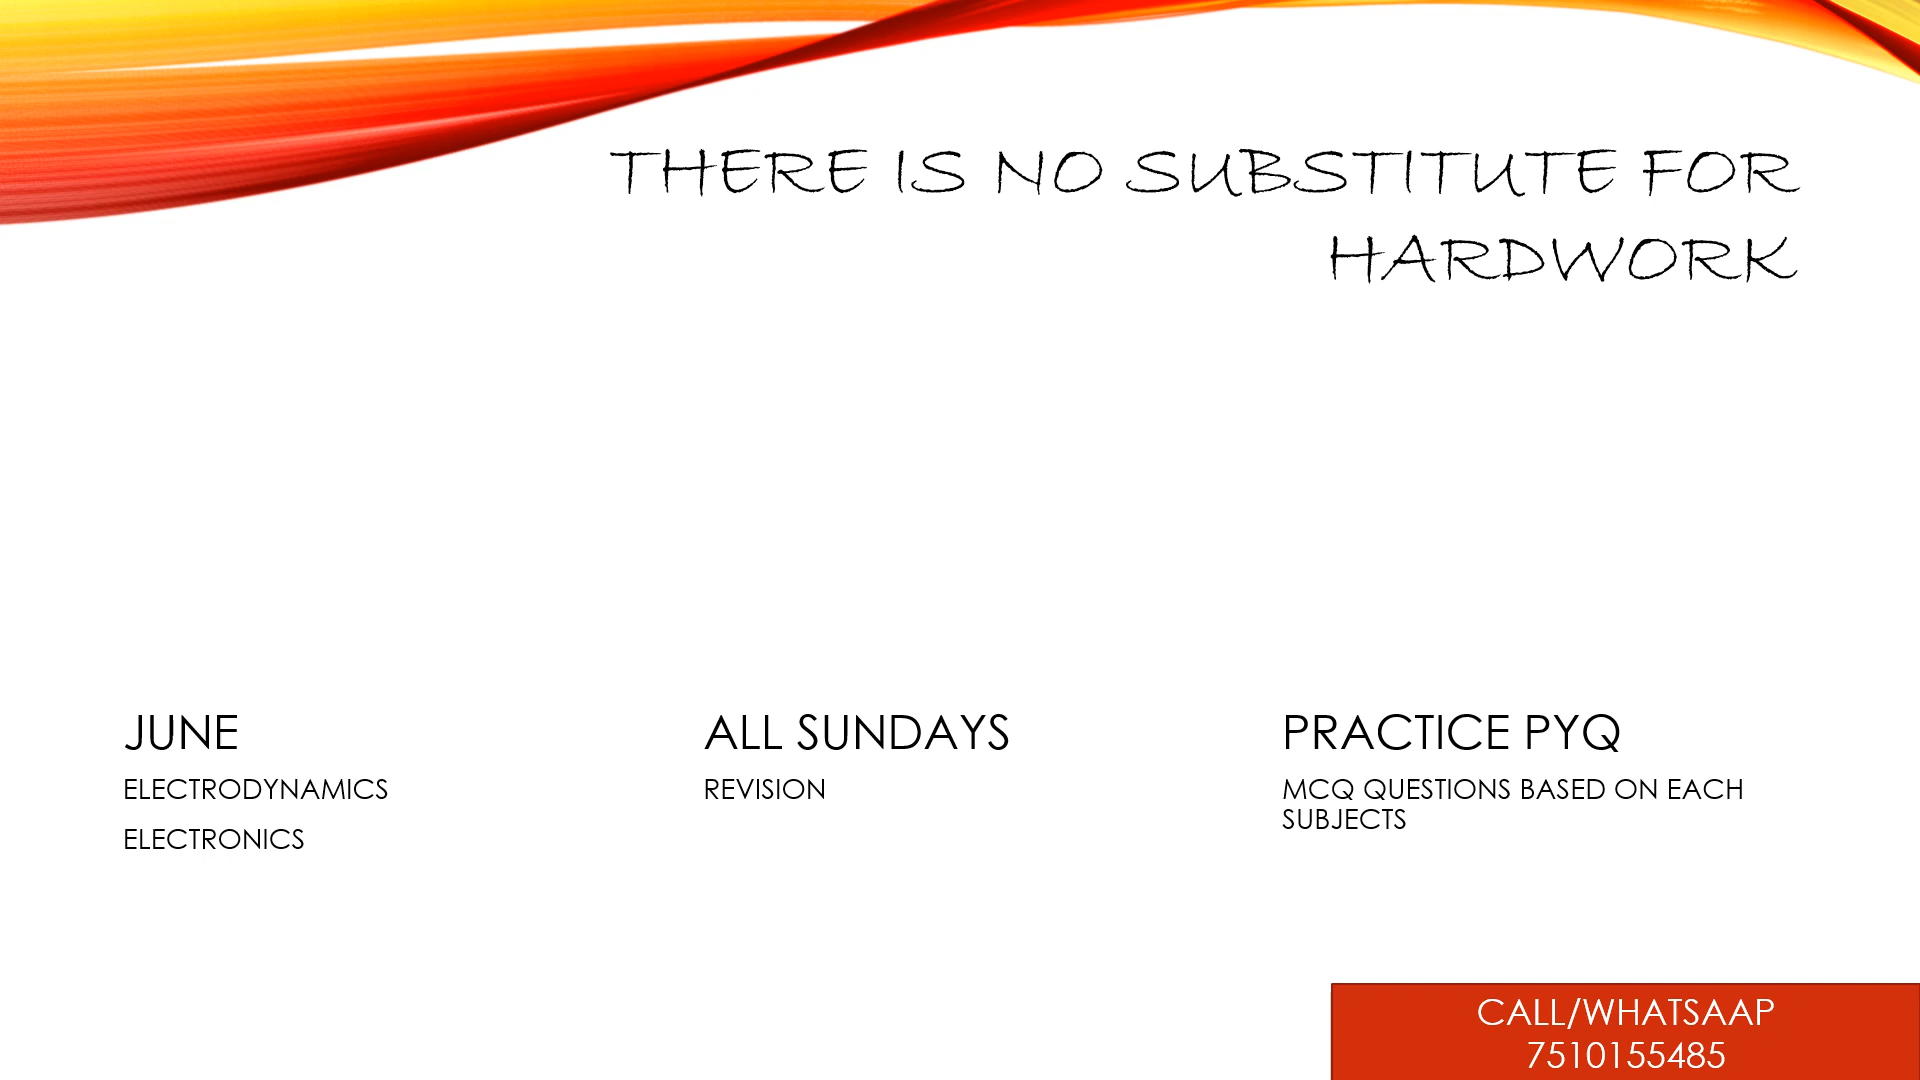 THERE IS NO SUBSTITUTE FOR
HARDWORK
JUNE
ELECTRODYNAMICS
ELECTRONICS
ALL SUNDAYS
REVISION
PRACTICE PYQ
MCQ QUESTIONS BASED ON EACH
SUBJECTS
CALL/WHATSAAP
7510155485